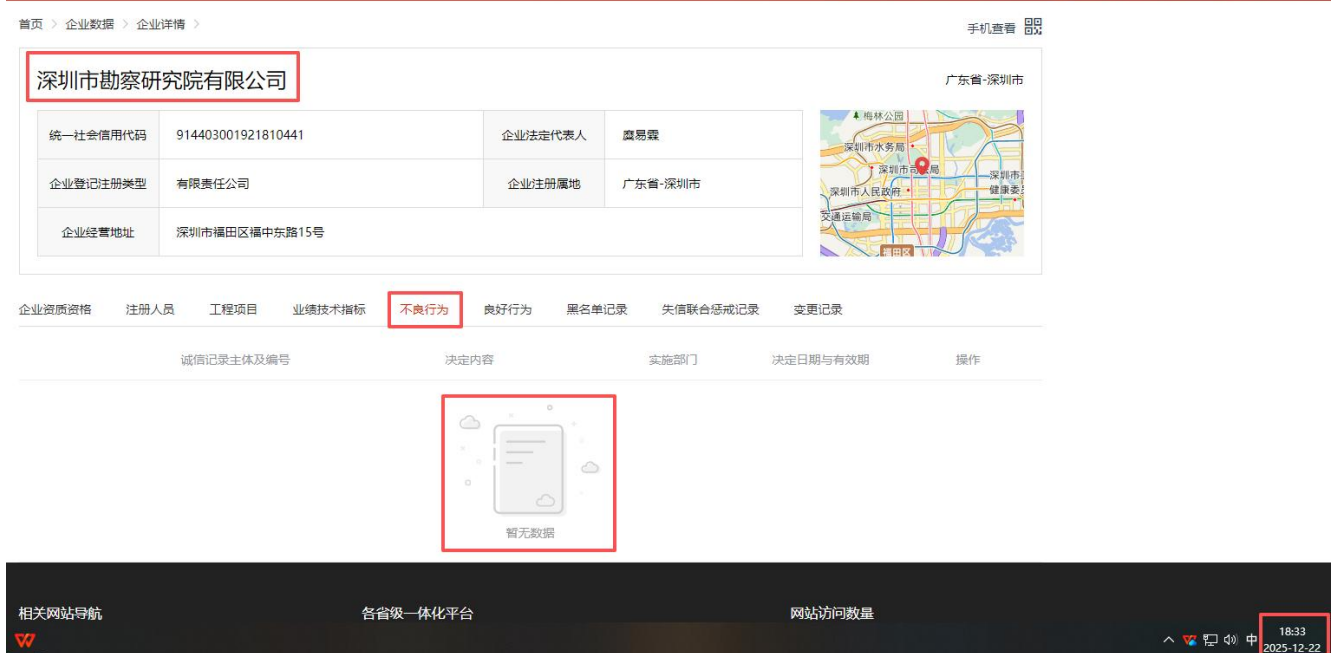 首页 > 企业数据 > 企业详情 >
手机查看
深圳市勘察研究院有限公司
广东省-深圳市
统一社会信用代码 914403001921810441 企业法定代表人 糜易霖
企业登记注册类型 有限责任公司 企业注册属地 广东省-深圳市
企业经营地址 深圳市福田区福中东路15号
梅林公园
深圳市水务局
深圳市司
局
深圳市
健康委
深圳市人民政府
交通运输局
福田区
企业资质资格 注册人员 工程项目 业绩技术指标 不良行为 良好行为 黑名单记录 失信联合惩戒记录 变更记录
诚信记录主体及编号 决定内容 实施部门 决定日期与有效期 操作
暂无数据
相关网站导航 各省级一体化平台 网站访问数量
中
18:33
2025-12-22